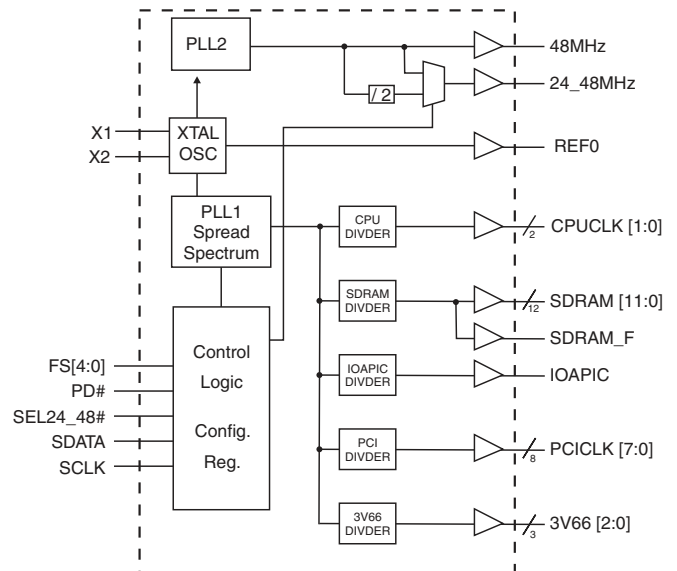 PLL2
48MHz
/ 2
24_48MHz
X1
X2
XTAL
OSC
REF0
PLL1
Spread
Spectrum
CPU
DIVDER
2
CPUCLK [1:0]
SDRAM
DIVDER
12
SDRAM [11:0]
SDRAM_F
Control
Logic
Config.
Reg.
FS[4:0]
PD#
SEL24_48#
SDATA
SCLK
IOAPIC
DIVDER
IOAPIC
PCI
DIVDER
8
PCICLK [7:0]
3V66
DIVDER
3
3V66 [2:0]